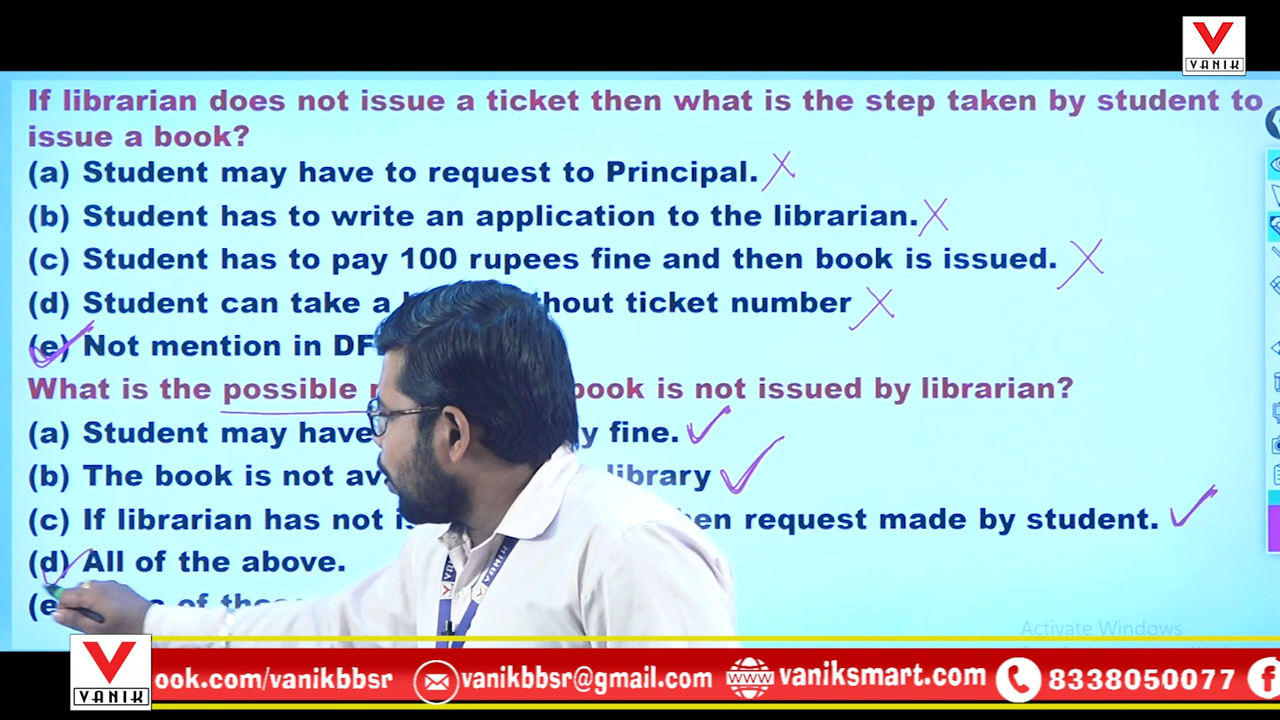 VANIK
If librarian does not issue a ticket then what is the step taken by student to
issue a book?
(a) Student may have to request to Principal.
(b) Student has to write an application to the librarian.
(c) Student has to pay 100 rupees fine and then book is issued.
(d) Student can take a ticket number
(e) Not mention in
What is the possible book is not issued by librarian?
(a) Student may have fine.
(b) The book is not library
(c) If librarian has not request made by student.
(d) All of the above.
of
Activate Windows
VANIK
ook.com/vanikbbsr vanikbbsr@gmail.com www vaniksmart.com 8338050077